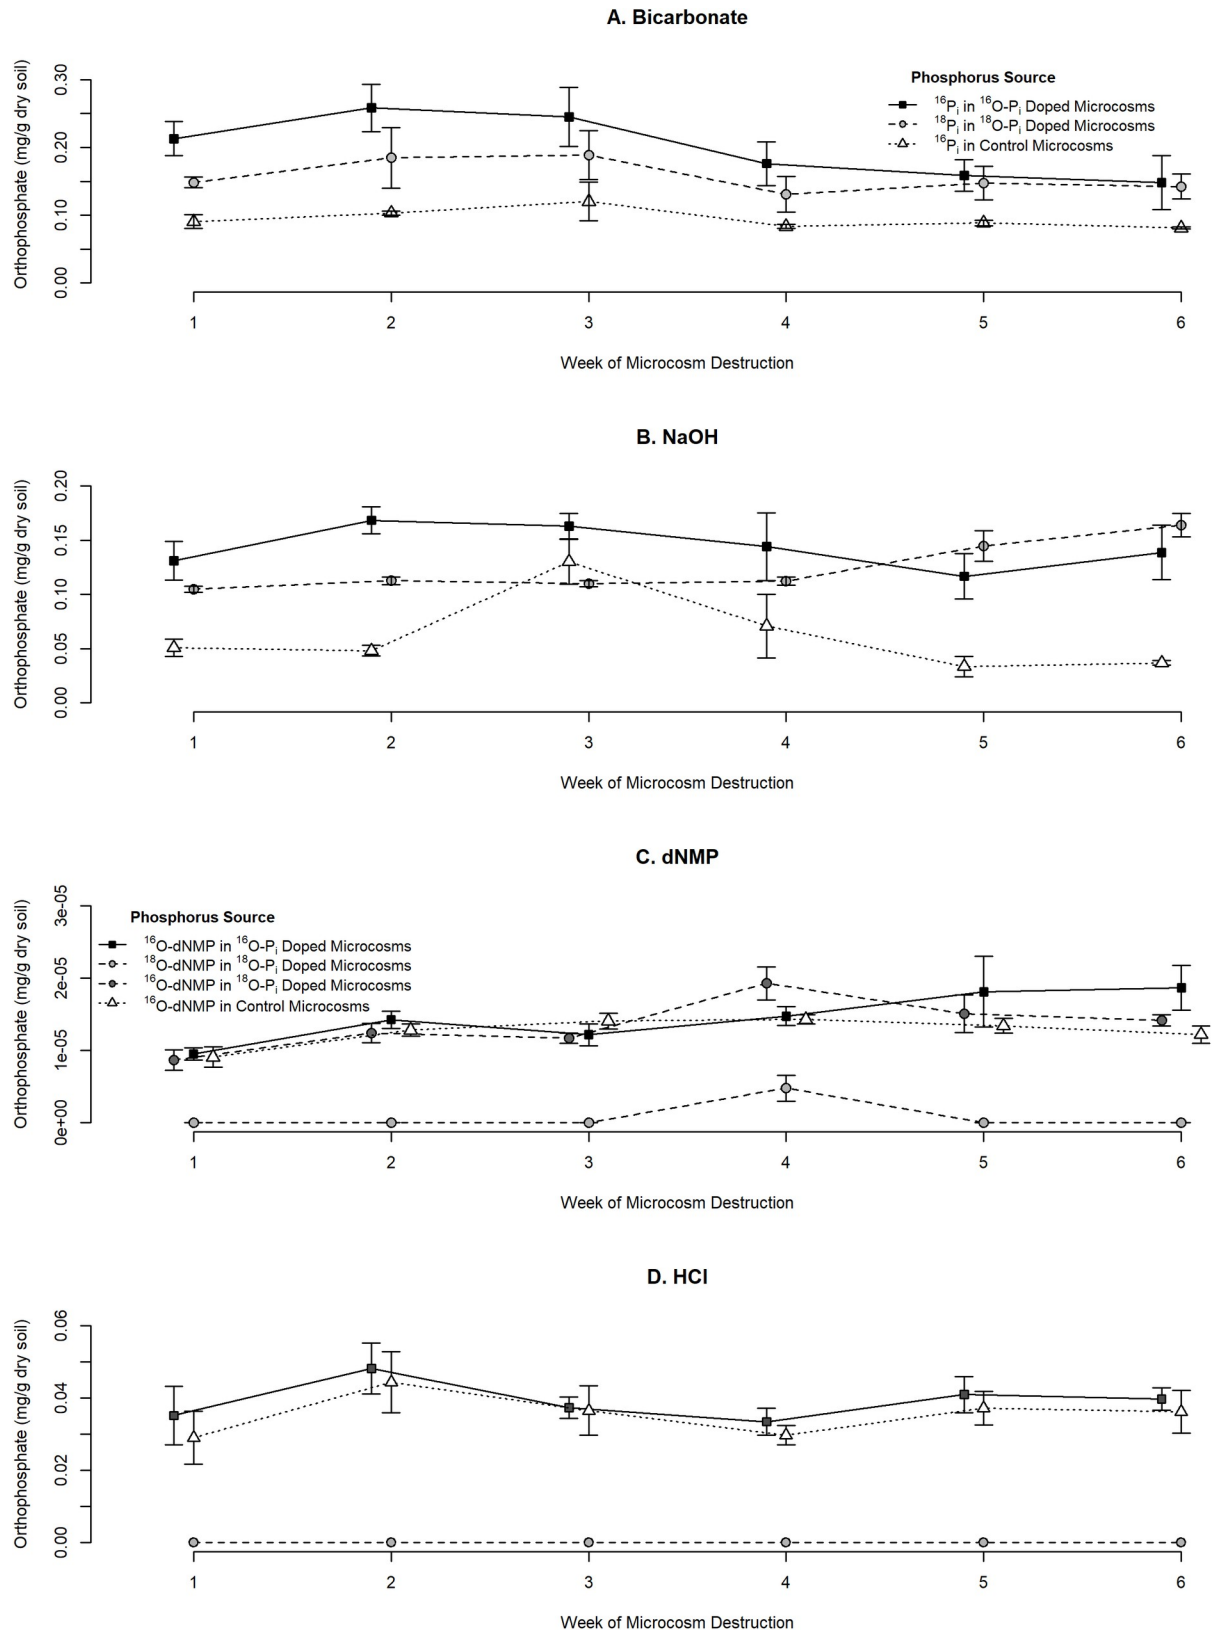 A. Bicarbonate
Orthophosphate (mg/g dry soil)
0.30
0.20
0.10
0.00
Phosphorus Source
¹⁶Pᵢ in ¹⁶O-Pᵢ Doped Microcosms
¹⁸Pᵢ in ¹⁸O-Pᵢ Doped Microcosms
¹⁶Pᵢ in Control Microcosms
1 2 3 4 5 6
Week of Microcosm Destruction
B. NaOH
Orthophosphate (mg/g dry soil)
0.20
0.15
0.10
0.05
0.00
1 2 3 4 5 6
Week of Microcosm Destruction
C. dNMP
Orthophosphate (mg/g dry soil)
3e-05
2e-05
1e-05
0e+00
Phosphorus Source
¹⁶O-dNMP in ¹⁶O-Pᵢ Doped Microcosms
¹⁸O-dNMP in ¹⁸O-Pᵢ Doped Microcosms
¹⁶O-dNMP in ¹⁸O-Pᵢ Doped Microcosms
¹⁶O-dNMP in Control Microcosms
1 2 3 4 5 6
Week of Microcosm Destruction
D. HCl
Orthophosphate (mg/g dry soil)
0.06
0.04
0.02
0.00
1 2 3 4 5 6
Week of Microcosm Destruction